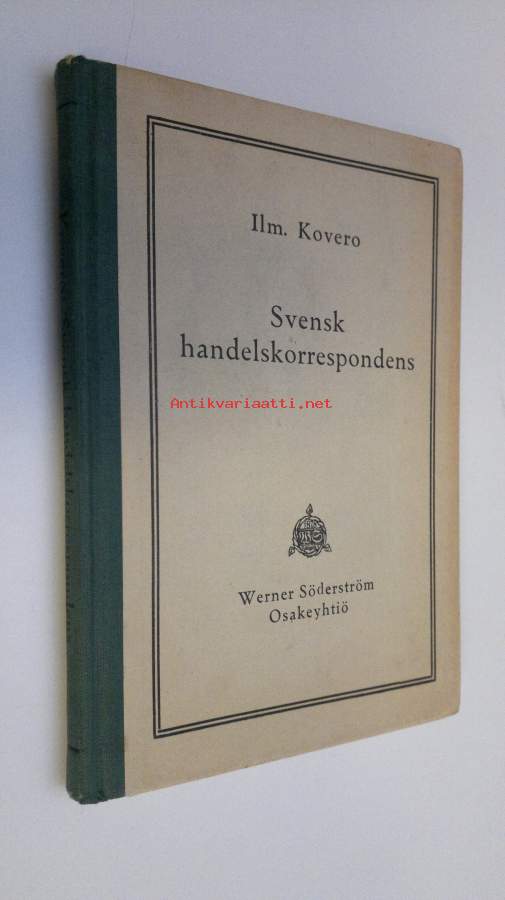 Ilm. Kovero
Svensk
handelskorrespondens
Antikvariaatti.net
Werner Söderström
Osakeyhtiö